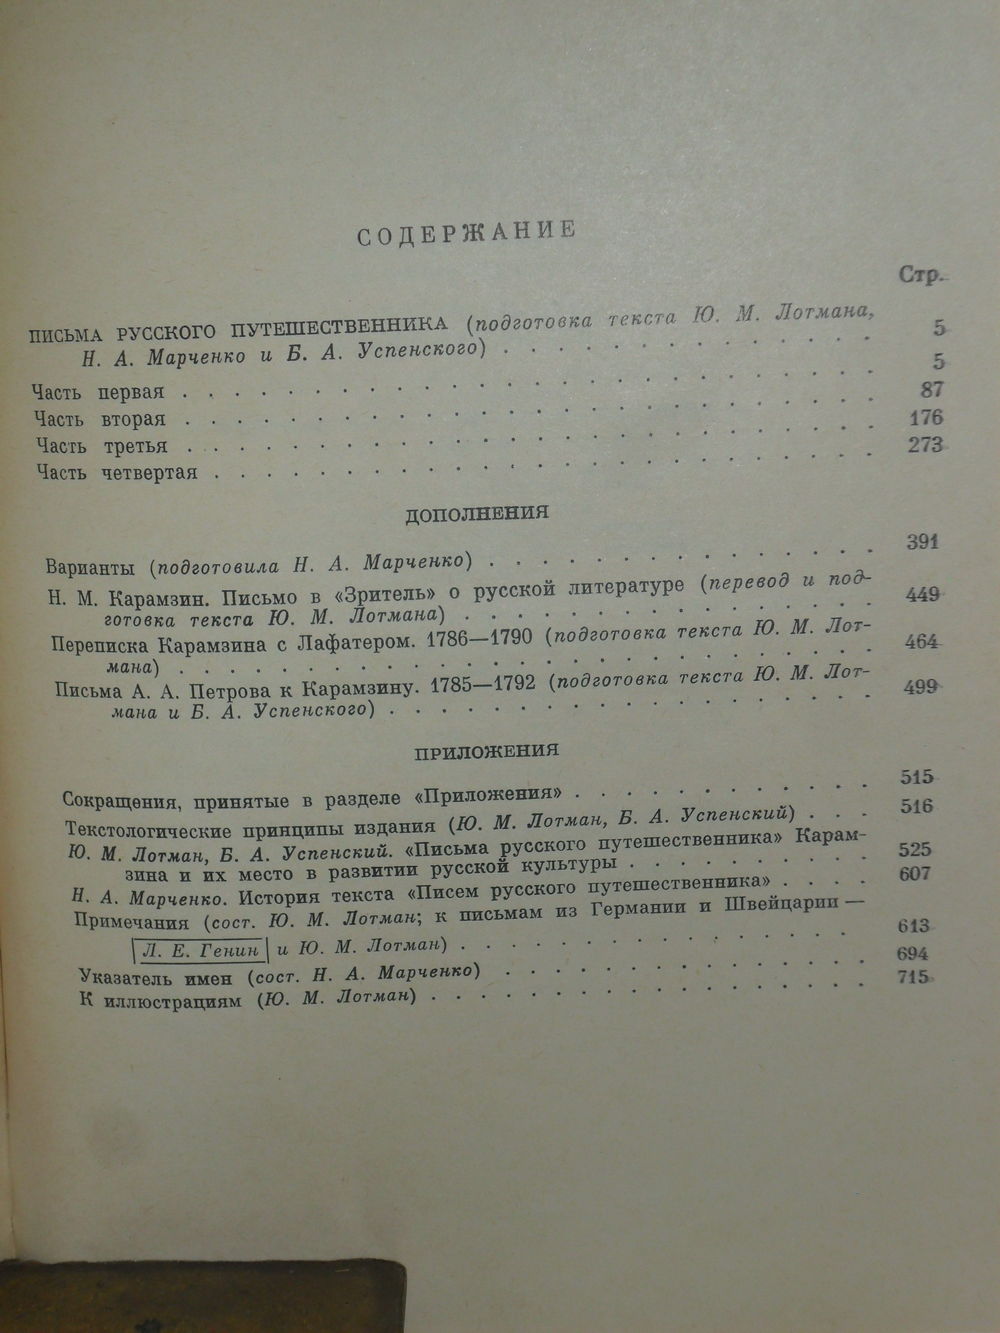 СОДЕРЖАНИЕ
Стр.
ПИСЬМА РУССКОГО ПУТЕШЕСТВЕННИКА (подготовка текста Ю. М. Лотмана,
Н. А. Марченко и Б. А. Успенского) . . . . . . . . . . . . 5
Часть первая . . . . . . . . . . . . . . . . . . . . . 5
Часть вторая . . . . . . . . . . . . . . . . . . . . . 87
Часть третья . . . . . . . . . . . . . . . . . . . . . 176
Часть четвертая . . . . . . . . . . . . . . . . . . . . 273
ДОПОЛНЕНИЯ
Варианты (подготовила Н. А. Марченко) . . . . . . . . . . . . 391
Н. М. Карамзин. Письмо в «Зритель» о русской литературе (перевод и под-
готовка текста Ю. М. Лотмана) . . . . . . . . . . . . . 449
Переписка Карамзина с Лафатером. 1786—1790 (подготовка текста Ю. М. Лот-
мана) . . . . . . . . . . . . . . . . . . . . . . 464
Письма А. А. Петрова к Карамзину. 1785—1792 (подготовка текста Ю. М. Лот-
мана и Б. А. Успенского) . . . . . . . . . . . . . . . 499
ПРИЛОЖЕНИЯ
Сокращения, принятые в разделе «Приложения» . . . . . . . . . 515
Текстологические принципы издания (Ю. М. Лотман, Б. А. Успенский) . . . 516
Ю. М. Лотман, Б. А. Успенский. «Письма русского путешественника» Карам-
зина и их место в развитии русской культуры . . . . . . . . 525
Н. А. Марченко. История текста «Писем русского путешественника» . . . . 607
Примечания (сост. Ю. М. Лотман; к письмам из Германии и Швейцарии —
Л. Е. Генин и Ю. М. Лотман) . . . . . . . . . . . . . 613
Указатель имен (сост. Н. А. Марченко) . . . . . . . . . . . . 694
К иллюстрациям (Ю. М. Лотман) . . . . . . . . . . . . . . 715